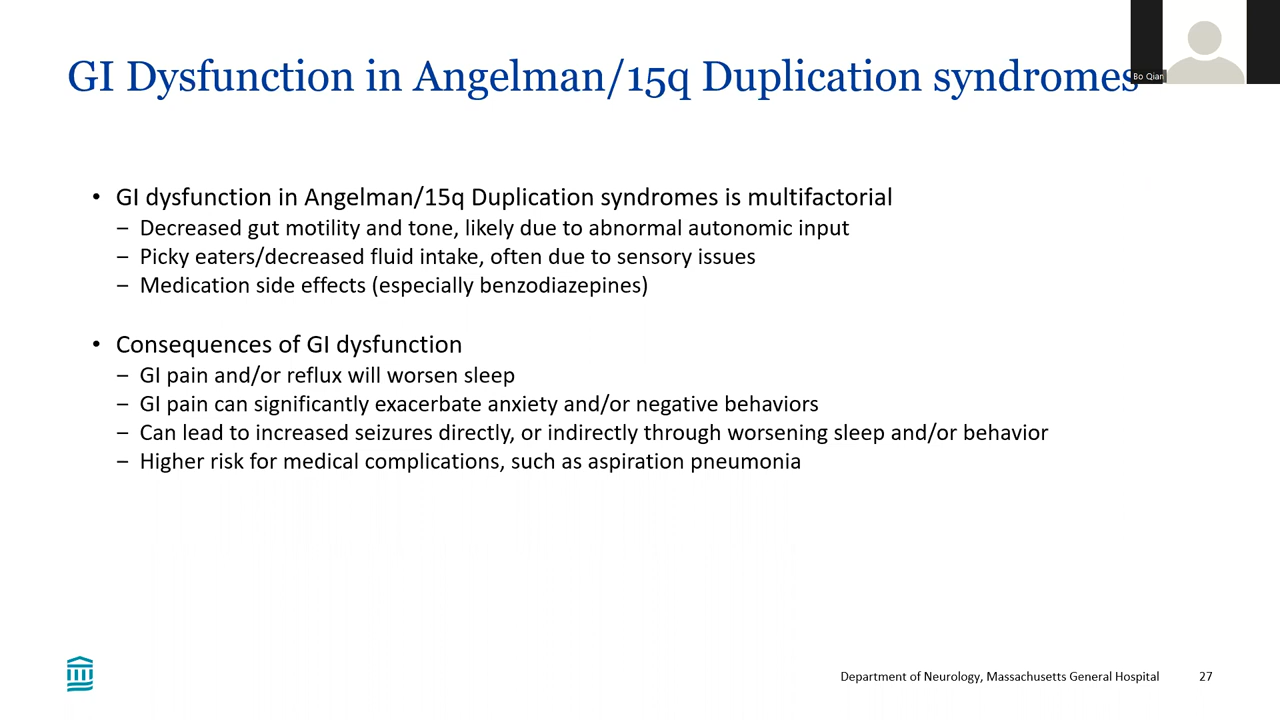 GI Dysfunction in Angelman/15q Duplication syndromes
Bo Qian
• GI dysfunction in Angelman/15q Duplication syndromes is multifactorial
– Decreased gut motility and tone, likely due to abnormal autonomic input
– Picky eaters/decreased fluid intake, often due to sensory issues
– Medication side effects (especially benzodiazepines)
• Consequences of GI dysfunction
– GI pain and/or reflux will worsen sleep
– GI pain can significantly exacerbate anxiety and/or negative behaviors
– Can lead to increased seizures directly, or indirectly through worsening sleep and/or behavior
– Higher risk for medical complications, such as aspiration pneumonia
Department of Neurology, Massachusetts General Hospital 27